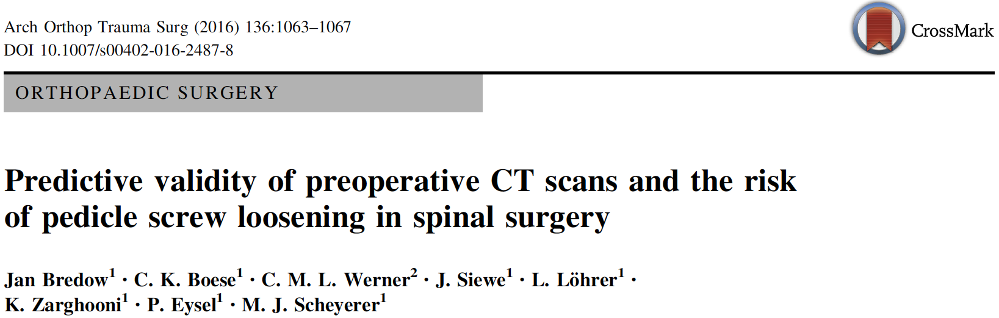 Arch Orthop Trauma Surg (2016) 136:1063–1067
DOI 10.1007/s00402-016-2487-8
CrossMark
ORTHOPAEDIC SURGERY
Predictive validity of preoperative CT scans and the risk
of pedicle screw loosening in spinal surgery
Jan Bredow¹ · C. K. Boese¹ · C. M. L. Werner² · J. Siewe¹ · L. Löhrer¹ ·
K. Zarghooni¹ · P. Eysel¹ · M. J. Scheyerer¹